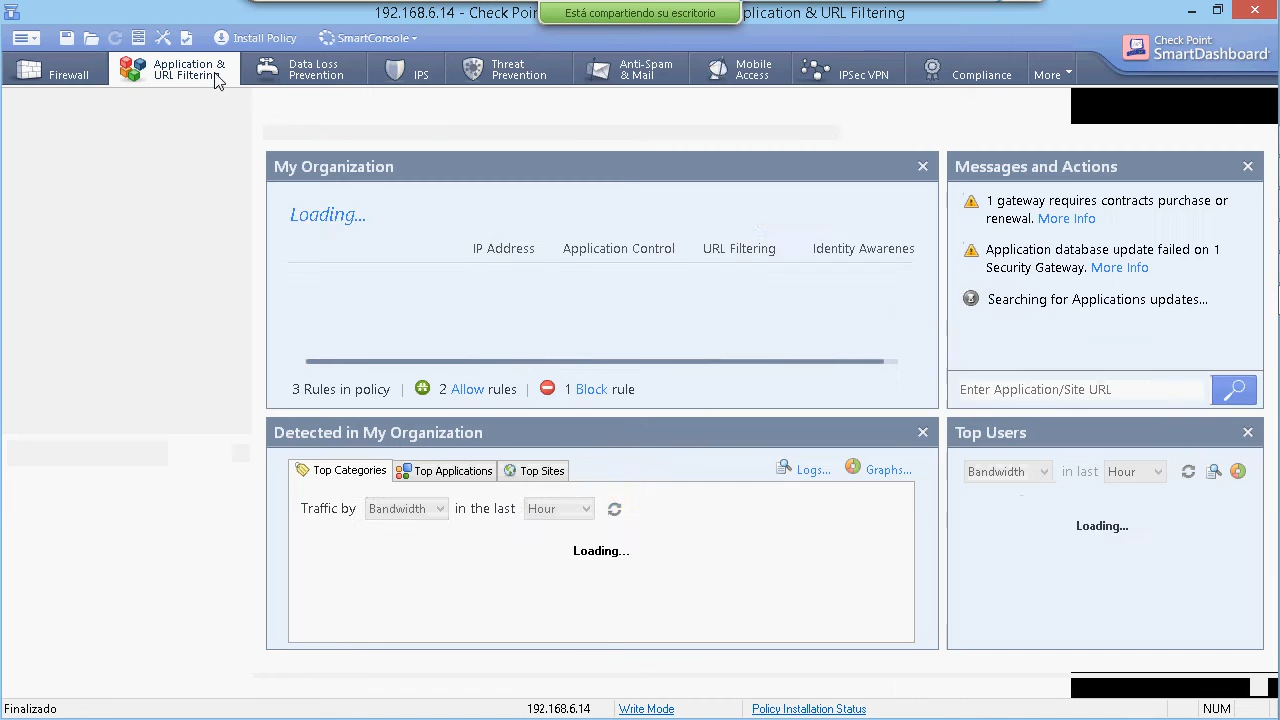 192.168.6.14 - Check Poi
Está compartiendo su escritorio
plication & URL Filtering
Install Policy
SmartConsole
Check Point
SmartDashboard
Firewall
Application &
URL Filtering
Data Loss
Prevention
IPS
Threat
Prevention
Anti-Spam
& Mail
Mobile
Access
IPSec VPN
Compliance
More
My Organization
Loading...
IP Address
Application Control
URL Filtering
Identity Awarenes
3 Rules in policy | 2 Allow rules | 1 Block rule
Messages and Actions
1 gateway requires contracts purchase or
renewal. More Info
Application database update failed on 1
Security Gateway. More Info
Searching for Applications updates...
Enter Application/Site URL
Detected in My Organization
Top Categories
Top Applications
Top Sites
Logs...
Graphs...
Traffic by Bandwidth in the last Hour
Loading...
Top Users
Bandwidth in last Hour
Loading...
Finalizado
192.168.6.14
Write Mode
Policy Installation Status
NUM